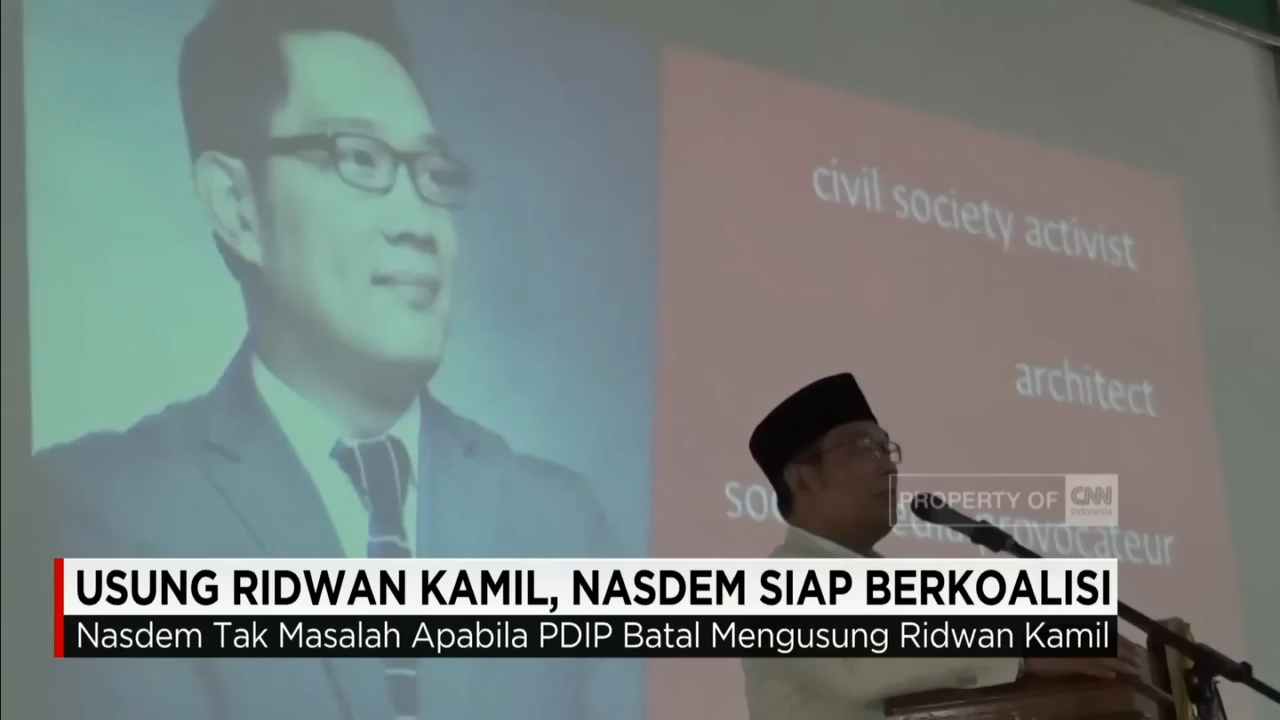 civil society activist
architect
provocateur
PROPERTY OF CNN
Indonesia
USUNG RIDWAN KAMIL, NASDEM SIAP BERKOALISI
Nasdem Tak Masalah Apabila PDIP Batal Mengusung Ridwan Kamil